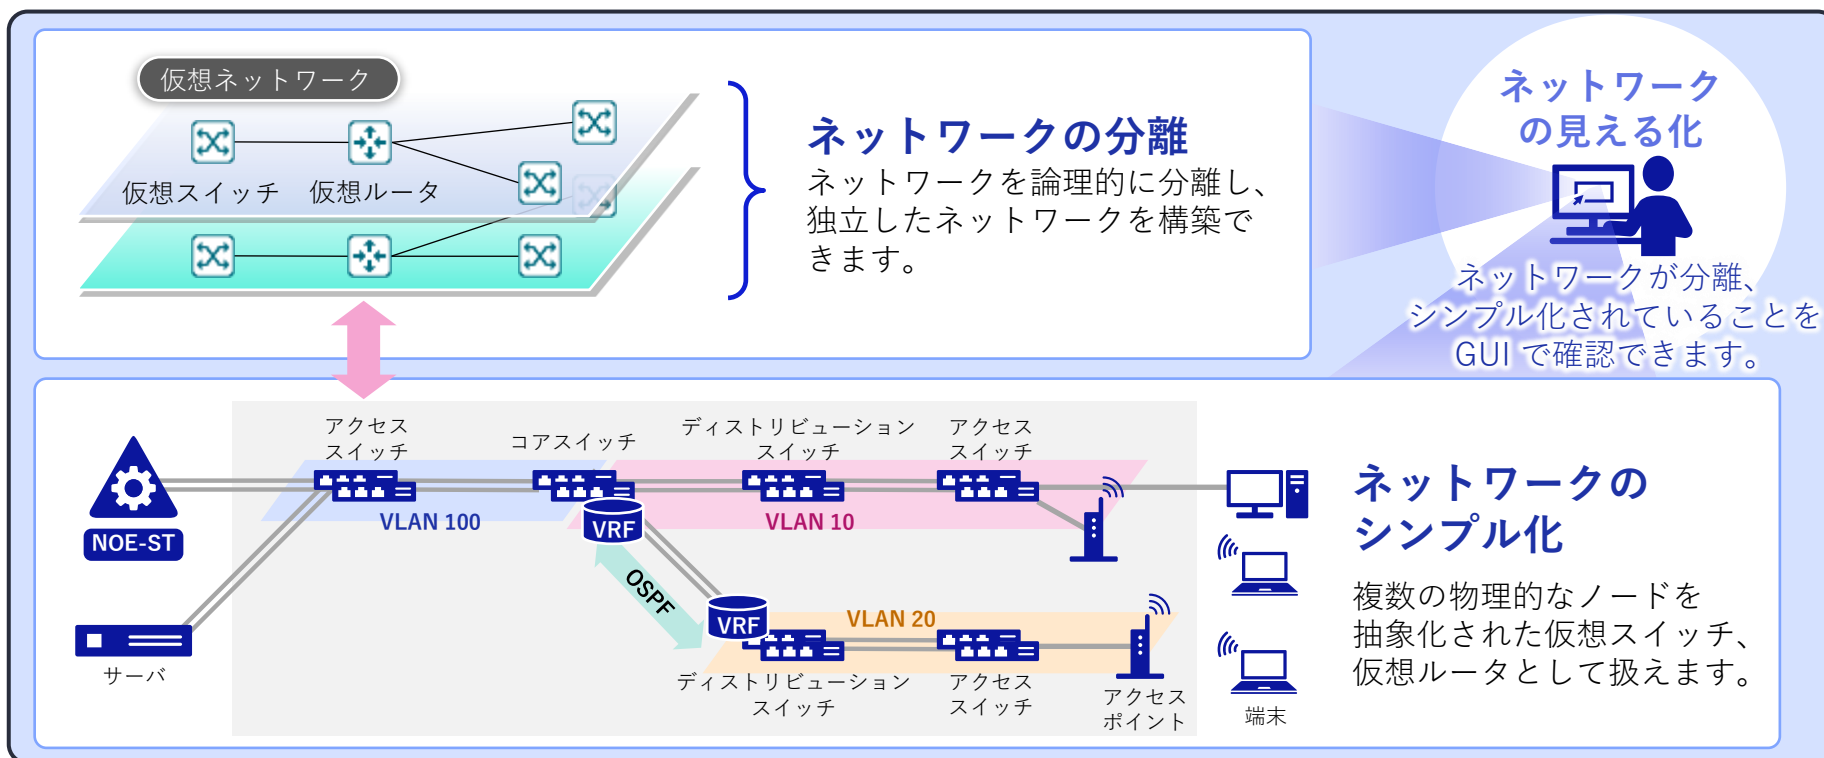 仮想ネットワーク
仮想スイッチ
仮想ルータ
ネットワークの分離
ネットワークを論理的に分離し、
独立したネットワークを構築で
きます。
ネットワーク
の見える化
ネットワークが分離、
シンプル化されていることを
GUI で確認できます。
アクセス
スイッチ
コアスイッチ
ディストリビューション
スイッチ
アクセス
スイッチ
NOE-ST
VLAN 100
VRF
VLAN 10
OSPF
VRF
VLAN 20
サーバ
ディストリビューション
スイッチ
アクセス
スイッチ
アクセス
ポイント
端末
ネットワークの
シンプル化
複数の物理的なノードを
抽象化された仮想スイッチ、
仮想ルータとして扱えます。